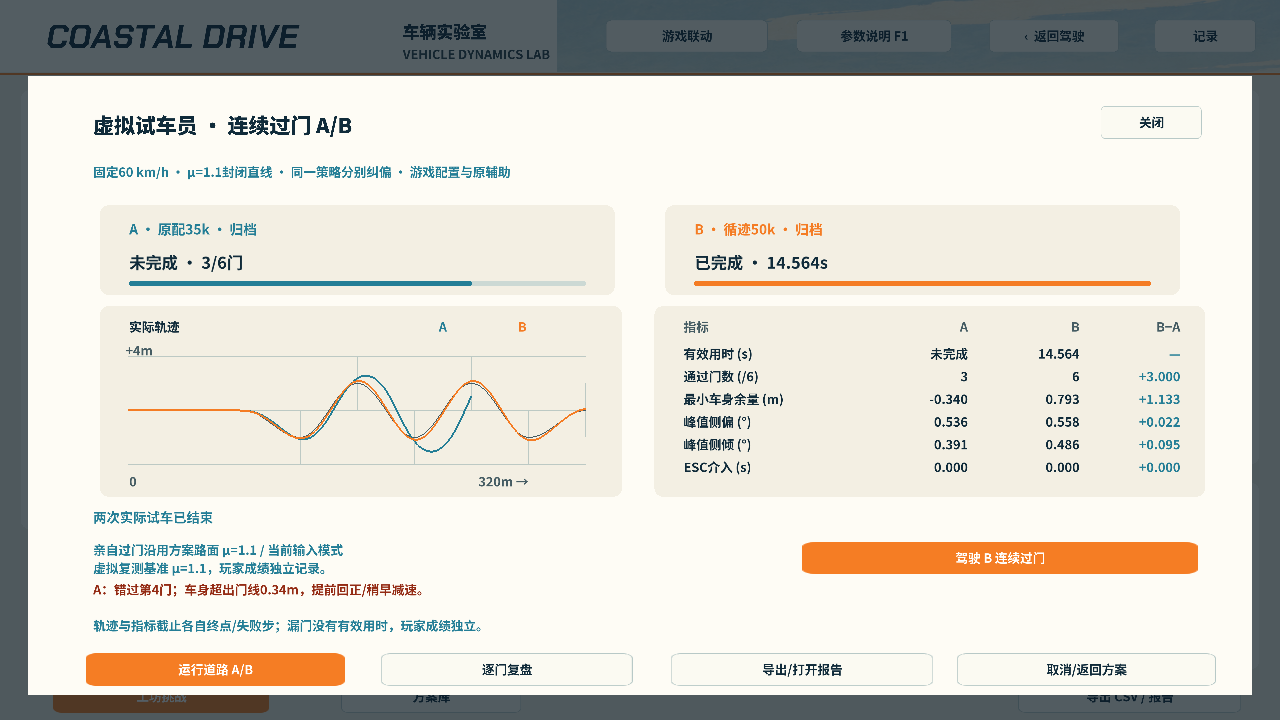 COASTAL DRIVE
车辆实验室
VEHICLE DYNAMICS LAB
游戏联动
参数说明 F1
‹ 返回驾驶
记录
虚拟试车员 · 连续过门 A/B
关闭
固定60 km/h · μ=1.1封闭直线 · 同一策略分别纠偏 · 游戏配置与原辅助
A · 原配35k · 归档
未完成 · 3/6门
B · 循迹50k · 归档
已完成 · 14.564s
实际轨迹 A B
+4m
0 320m →
指标 A B B−A
有效用时 (s) 未完成 14.564 —
通过门数 (/6) 3 6 +3.000
最小车身余量 (m) -0.340 0.793 +1.133
峰值侧偏 (°) 0.536 0.558 +0.022
峰值侧倾 (°) 0.391 0.486 +0.095
ESC介入 (s) 0.000 0.000 +0.000
两次实际试车已结束
亲自过门沿用方案路面 μ=1.1 / 当前输入模式
虚拟复测基准 μ=1.1，玩家成绩独立记录。
A：错过第4门；车身超出门线0.34m，提前回正/稍早减速。
驾驶 B 连续过门
轨迹与指标截止各自终点/失败步；漏门没有有效用时，玩家成绩独立。
运行道路 A/B
逐门复盘
导出/打开报告
取消/返回方案
工坊挑战
方案库
导出 CSV / 报告